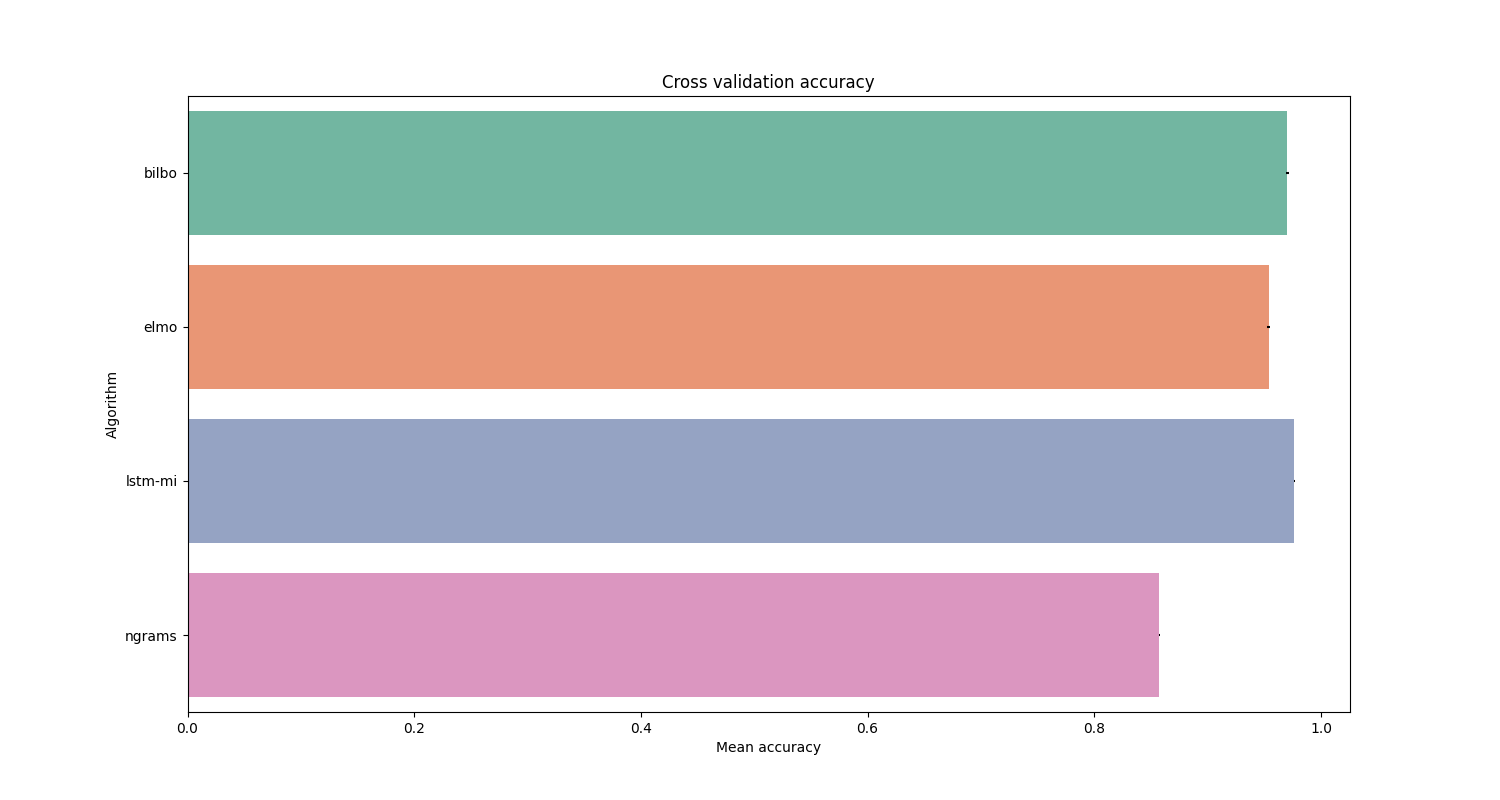 Cross validation accuracy
bilbo
elmo
Algorithm
lstm-mi
ngrams
0.0 0.2 0.4 0.6 0.8 1.0
Mean accuracy